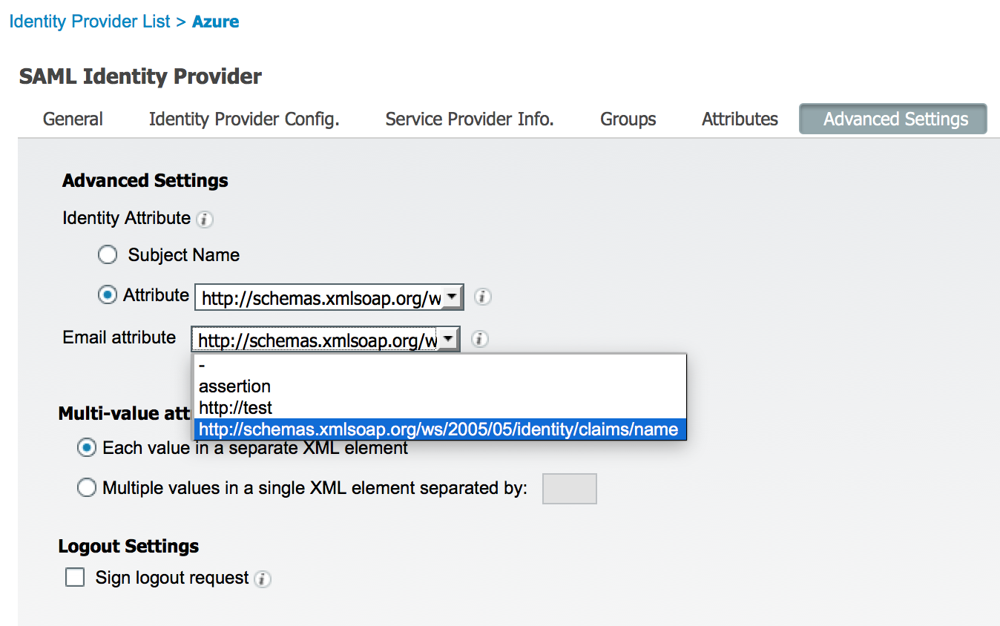 Identity Provider List > Azure
SAML Identity Provider
General Identity Provider Config. Service Provider Info. Groups Attributes Advanced Settings
Advanced Settings
Identity Attribute i
Subject Name
Attribute http://schemas.xmlsoap.org/w i
Email attribute http://schemas.xmlsoap.org/w i
-
assertion
http://test
Multi-value att
http://schemas.xmlsoap.org/ws/2005/05/identity/claims/name
Each value in a separate XML element
Multiple values in a single XML element separated by:
Logout Settings
Sign logout request i